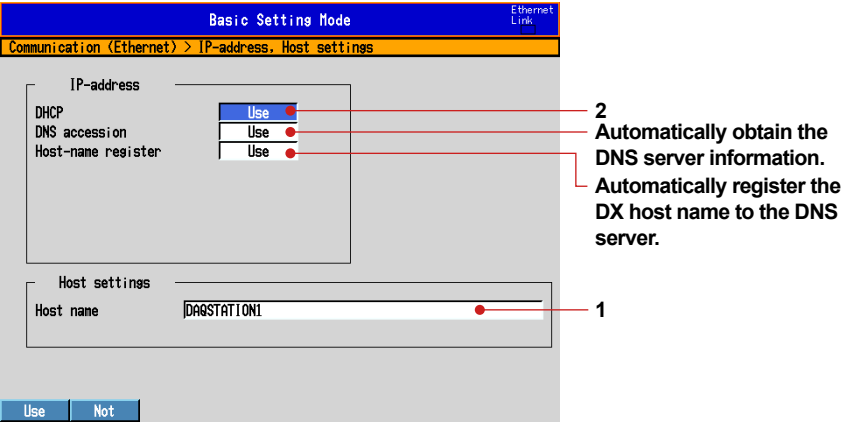 Basic Setting Mode
Ethernet
Link
Communication (Ethernet) > IP-address, Host settings
IP-address
DHCP Use
DNS accession Use
Host-name register Use
2
Automatically obtain the
DNS server information.
Automatically register the
DX host name to the DNS
server.
Host settings
Host name DAQSTATION1
1
Use Not